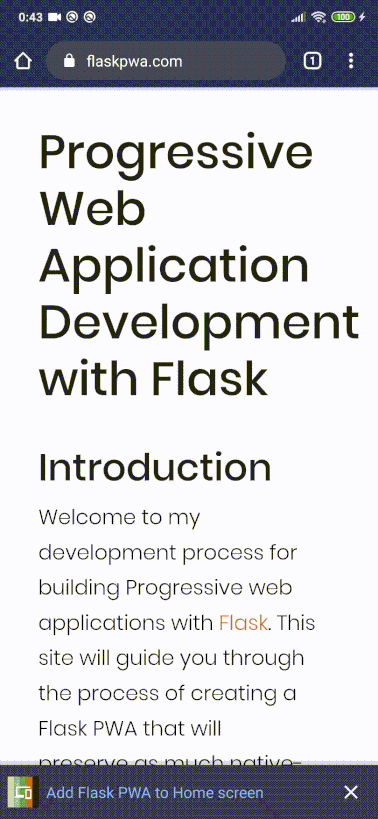 0:43
100
flaskpwa.com
1
Progressive
Web
Application
Development
with Flask
Introduction
Welcome to my
development process for
building Progressive web
applications with Flask. This
site will guide you through
the process of creating a
Flask PWA that will
preserve as much native-
Add Flask PWA to Home screen